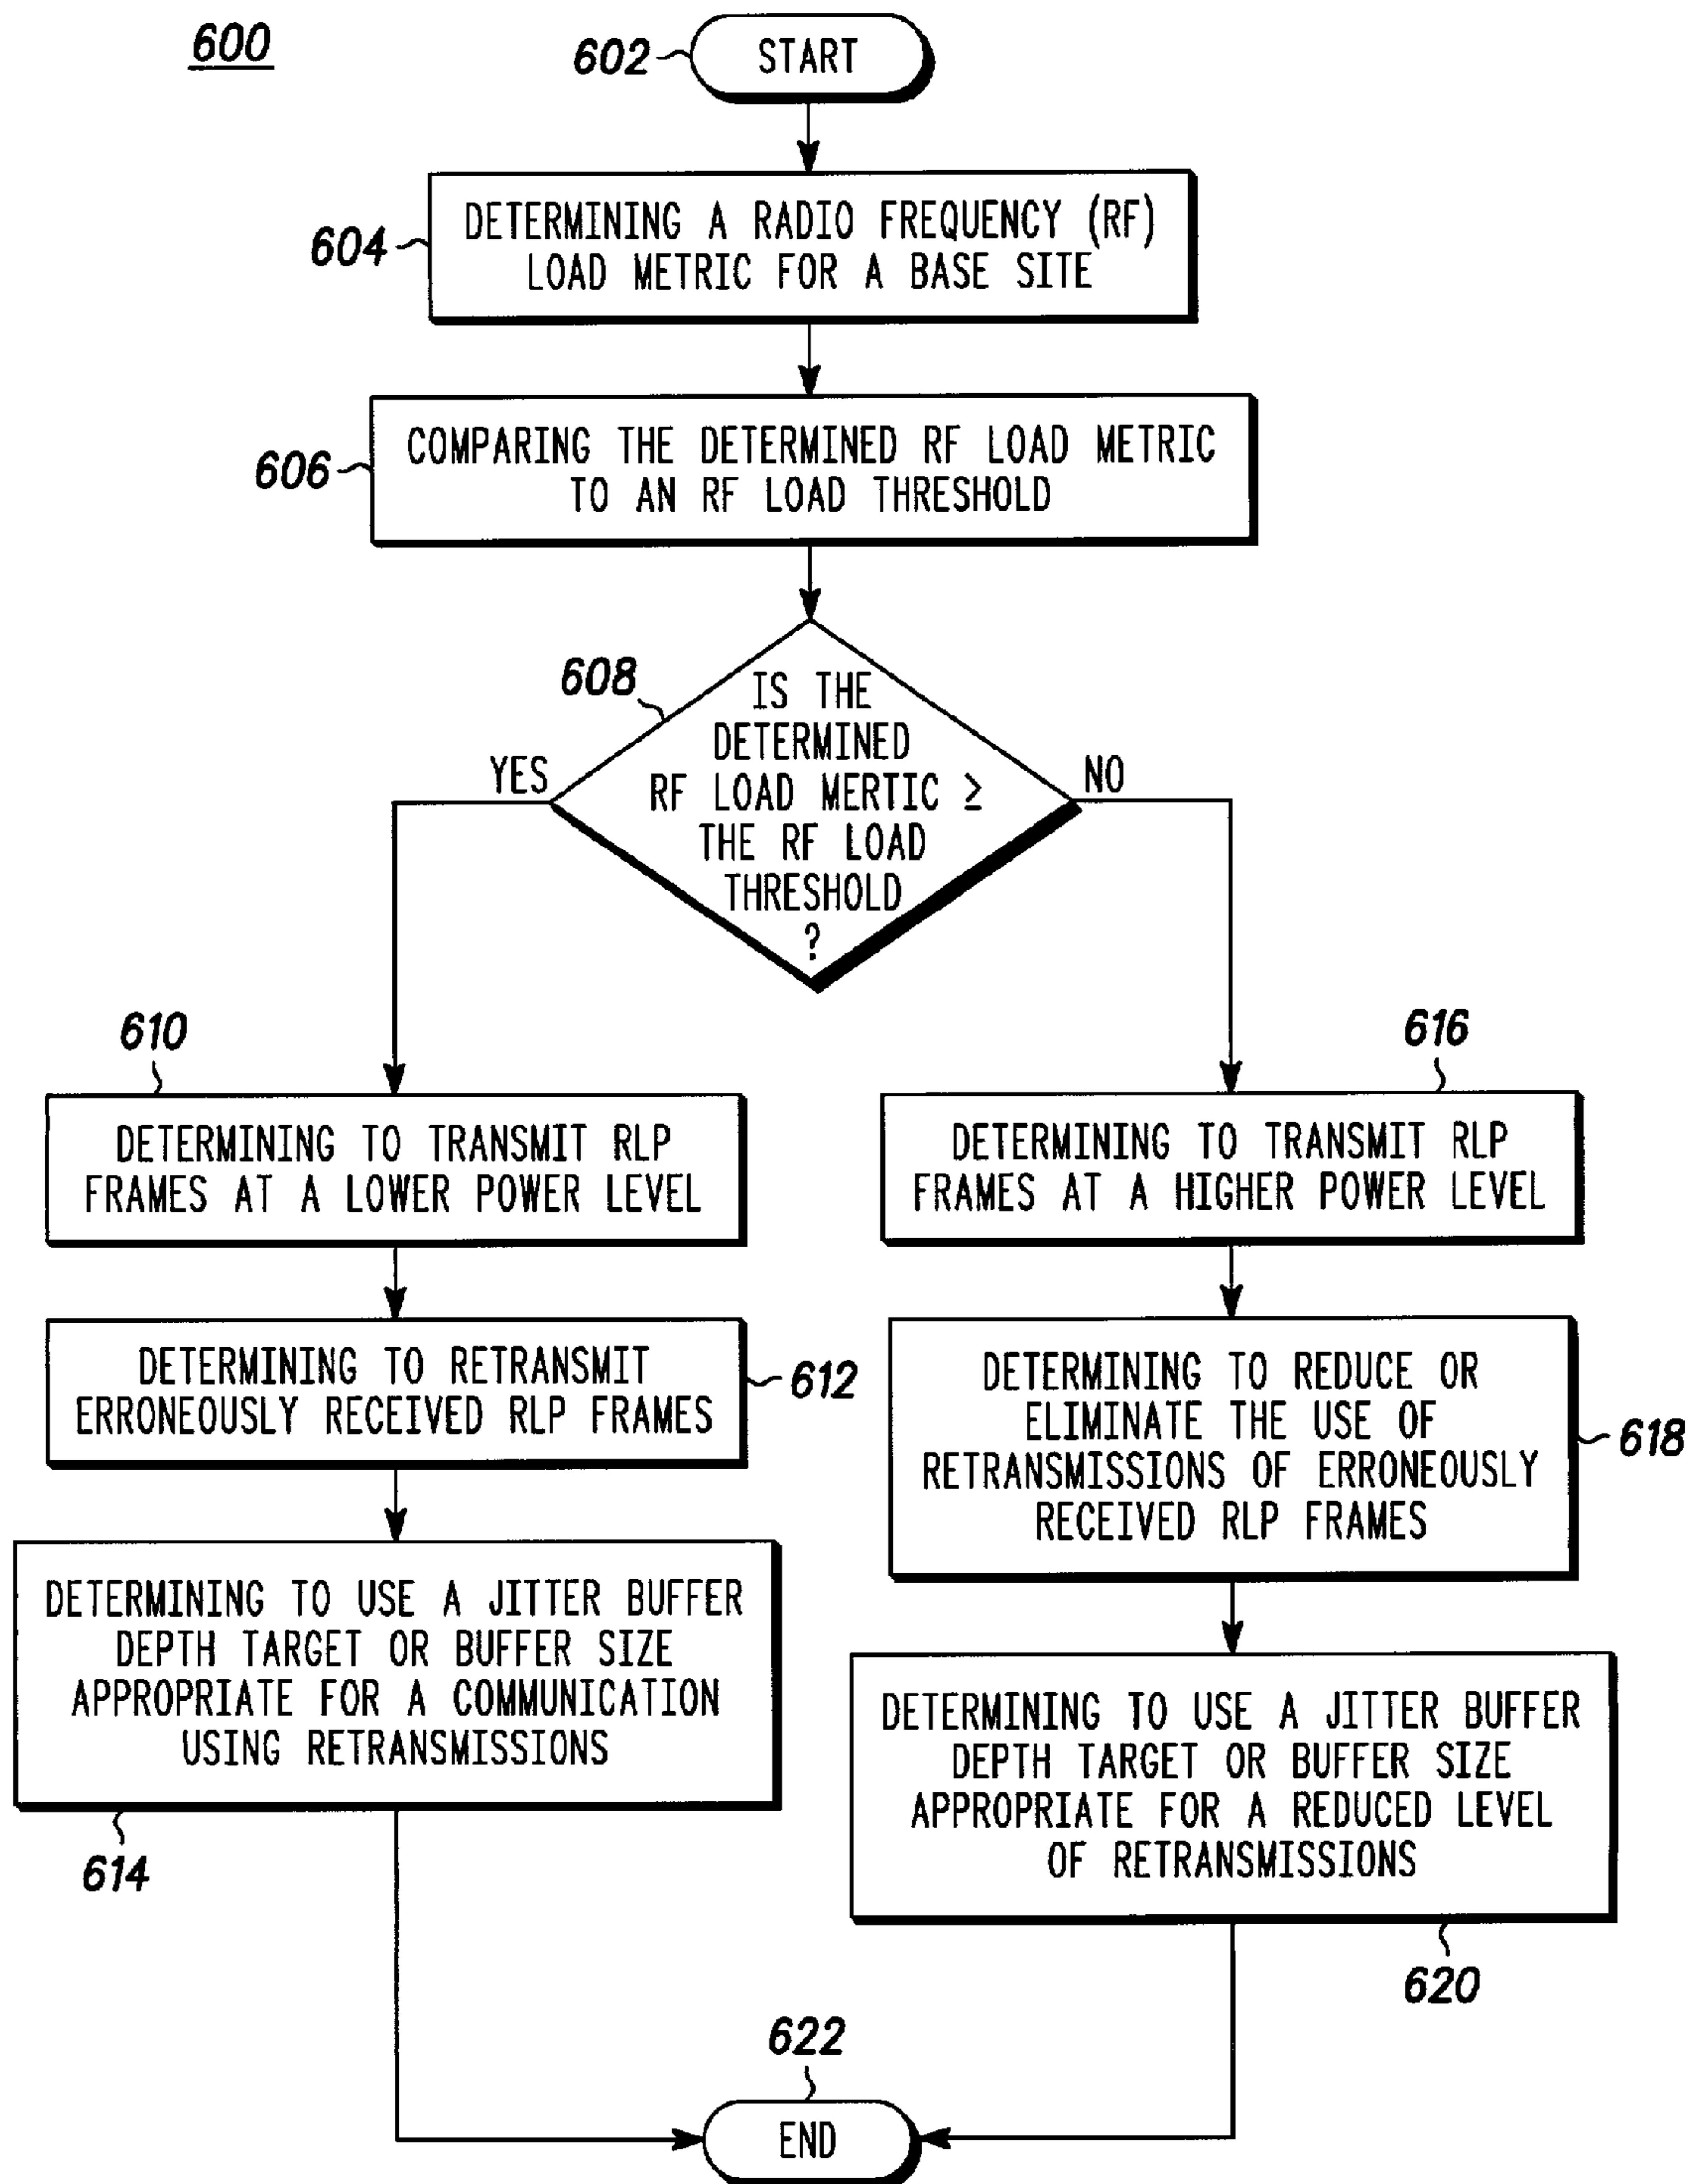 600
602
START
604
DETERMINING A RADIO FREQUENCY (RF)
LOAD METRIC FOR A BASE SITE
606
COMPARING THE DETERMINED RF LOAD METRIC
TO AN RF LOAD THRESHOLD
608
IS THE
DETERMINED
RF LOAD MERTIC ≥
THE RF LOAD
THRESHOLD
?
YES
NO
610
DETERMINING TO TRANSMIT RLP
FRAMES AT A LOWER POWER LEVEL
612
DETERMINING TO RETRANSMIT
ERRONEOUSLY RECEIVED RLP FRAMES
DETERMINING TO USE A JITTER BUFFER
DEPTH TARGET OR BUFFER SIZE
APPROPRIATE FOR A COMMUNICATION
USING RETRANSMISSIONS
614
616
DETERMINING TO TRANSMIT RLP
FRAMES AT A HIGHER POWER LEVEL
DETERMINING TO REDUCE OR
ELIMINATE THE USE OF
RETRANSMISSIONS OF ERRONEOUSLY
RECEIVED RLP FRAMES
618
DETERMINING TO USE A JITTER BUFFER
DEPTH TARGET OR BUFFER SIZE
APPROPRIATE FOR A REDUCED LEVEL
OF RETRANSMISSIONS
620
622
END